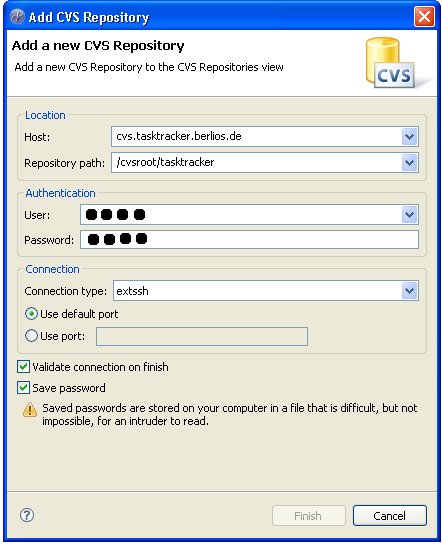 Add CVS Repository
Add a new CVS Repository
Add a new CVS Repository to the CVS Repositories view
CVS
Location
Host: cvs.tasktracker.berlios.de
Repository path: /cvsroot/tasktracker
Authentication
User: ●●●●
Password: ●●●●
Connection
Connection type: extssh
Use default port
Use port:
Validate connection on finish
Save password
Saved passwords are stored on your computer in a file that is difficult, but not
impossible, for an intruder to read.
?
Finish Cancel